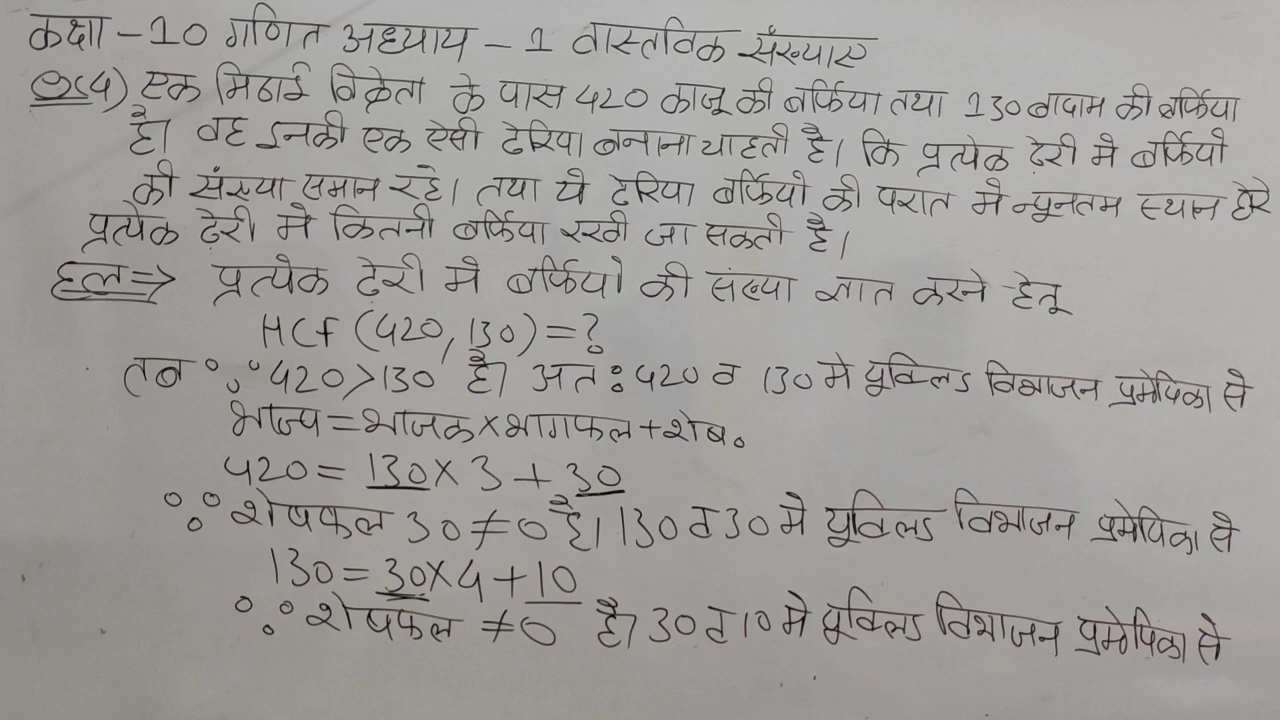 कक्षा - 10 गणित अध्याय - 1 वास्तविक संख्याए
Ex 4) एक मिठाई विक्रेता के पास 420 काजू की बर्फिया तथा 130 बादाम की बर्फिया
है। वह इनकी एक ऐसी ढेरिया बनाना चाहती है। कि प्रत्येक ढ़ेरी मे बर्फियो
की संख्या समान रहे। तथा ये ढेरिया बर्फियो की परात मे न्यूनतम स्थान घेरे
प्रत्येक ढ़ेरी मे कितनी बर्फिया रखी जा सकती है।
हल => प्रत्येक ढ़ेरी मे बर्फियो की संख्या ज्ञात करने हेतू
HCF (420, 130) = ?
तब ∵ 420 > 130 है। अतः 420 व 130 मे यूक्लिड विभाजन प्रमेयिका से
भाज्य = भाजक × भागफल + शेष.
420 = 130 × 3 + 30
∵ शेषफल 30 ≠ 0 है। 130 व 30 मे यूक्लिड विभाजन प्रमेयिका से
130 = 30 × 4 + 10
∵ शेषफल ≠ 0 है। 30 व 10 मे यूक्लिड विभाजन प्रमेयिका से